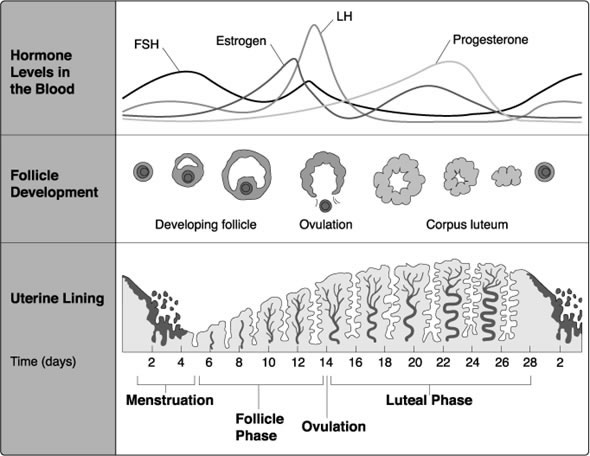 Hormone
Levels in
the Blood
FSH
Estrogen
LH
Progesterone
Follicle
Development
Developing follicle
Ovulation
Corpus luteum
Uterine Lining
Time (days)
2 4 6 8 10 12 14 16 18 20 22 24 26 28 2
Menstruation
Follicle
Phase
Ovulation
Luteal Phase